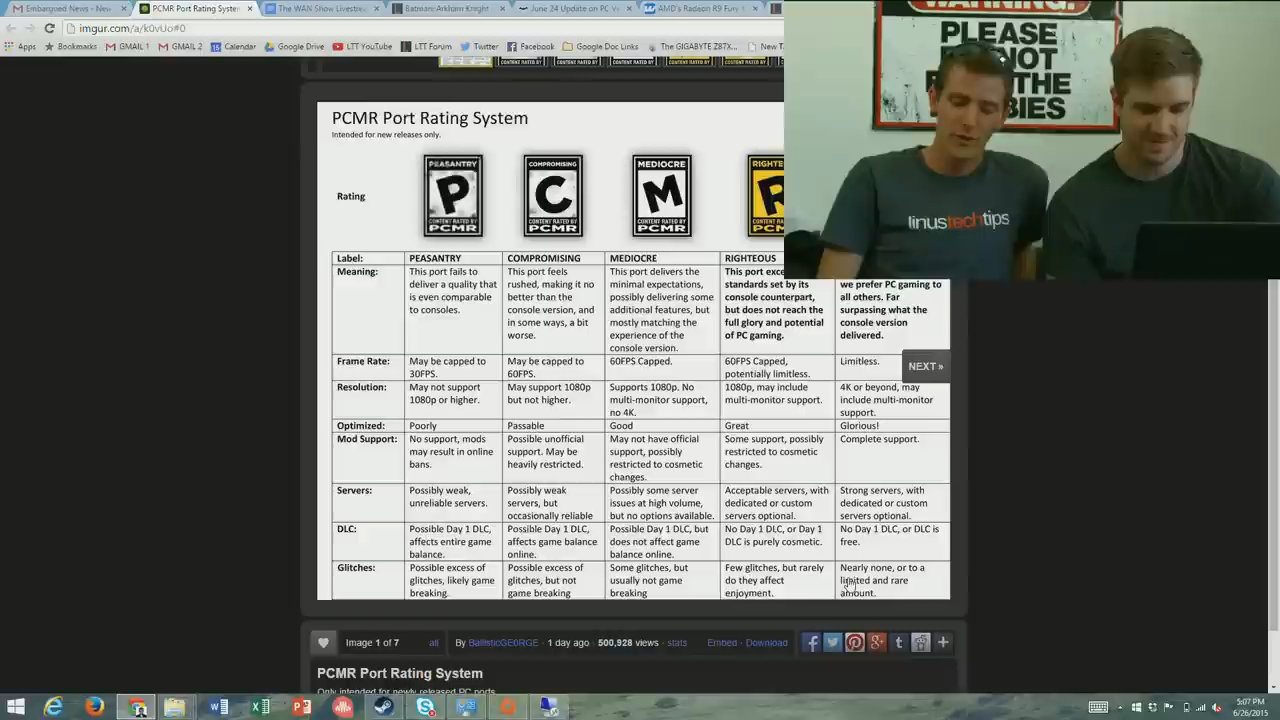 Embargoed News - G
PCMR Port Rating System
The WAN Show Livestre
Batman: Arkham Knight
June 24 Update on PC V
AMD's Radeon R9 Fury
imgur.com/a/k0vUo#0
Apps
Bookmarks
GMAIL 1
GMAIL 2
Calendar
Google Drive
LTT YouTube
LTT Forum
Twitter
Facebook
Google Doc Links
The GIGABYTE Z87X...
New T
WARNING!
PLEASE
linustechtips
PCMR Port Rating System
Intended for new releases only.
Rating
PEASANTRY
P
CONTENT RATED BY
PCMR
COMPROMISING
C
CONTENT RATED BY
PCMR
MEDIOCRE
M
CONTENT RATED BY
PCMR
RIGHTE
R
CONTENT
PCM
Label:
PEASANTRY
COMPROMISING
MEDIOCRE
RIGHTEOUS
Meaning:
This port fails to
deliver a quality that
is even comparable
to consoles.
This port feels
rushed, making it no
better than the
console version, and
in some ways, a bit
worse.
This port delivers the
minimal expectations,
possibly delivering some
additional features, but
mostly matching the
experience of the
console version.
This port exce
standards set by its
console counterpart,
but does not reach the
full glory and potential
of PC gaming.
we prefer PC gaming to
all others. Far
surpassing what the
console version
delivered.
Frame Rate:
May be capped to
30FPS.
May be capped to
60FPS.
60FPS Capped.
60FPS Capped,
potentially limitless.
Limitless.
NEXT »
Resolution:
May not support
1080p or higher.
May support 1080p
but not higher.
Supports 1080p. No
multi-monitor support,
no 4K.
1080p, may include
multi-monitor support.
4K or beyond, may
include multi-monitor
support.
Optimized:
Poorly
Passable
Good
Great
Glorious!
Mod Support:
No support, mods
may result in online
bans.
Possible unofficial
support. May be
heavily restricted.
May not have official
support, possibly
restricted to cosmetic
changes.
Some support, possibly
restricted to cosmetic
changes.
Complete support.
Servers:
Possibly weak,
unreliable servers.
Possibly weak
servers, but
occasionally reliable
Possibly some server
issues at high volume,
but no options available.
Acceptable servers, with
dedicated or custom
servers optional.
Strong servers, with
dedicated or custom
servers optional.
DLC:
Possible Day 1 DLC,
affects entire game
balance.
Possible Day 1 DLC,
affects game balance
online.
Possible Day 1 DLC, but
does not affect game
balance online.
No Day 1 DLC, or Day 1
DLC is purely cosmetic.
No Day 1 DLC, or DLC is
free.
Glitches:
Possible excess of
glitches, likely game
breaking.
Possible excess of
glitches, but not
game breaking
Some glitches, but
usually not game
breaking
Few glitches, but rarely
do they affect
enjoyment.
Nearly none, or to a
limited and rare
amount.
Image 1 of 7
all
By BallisticGE0RGE · 1 day ago · 500,928 views · stats
Embed · Download
PCMR Port Rating System
Only intended for newly released PC ports
5:07 PM
6/26/2015